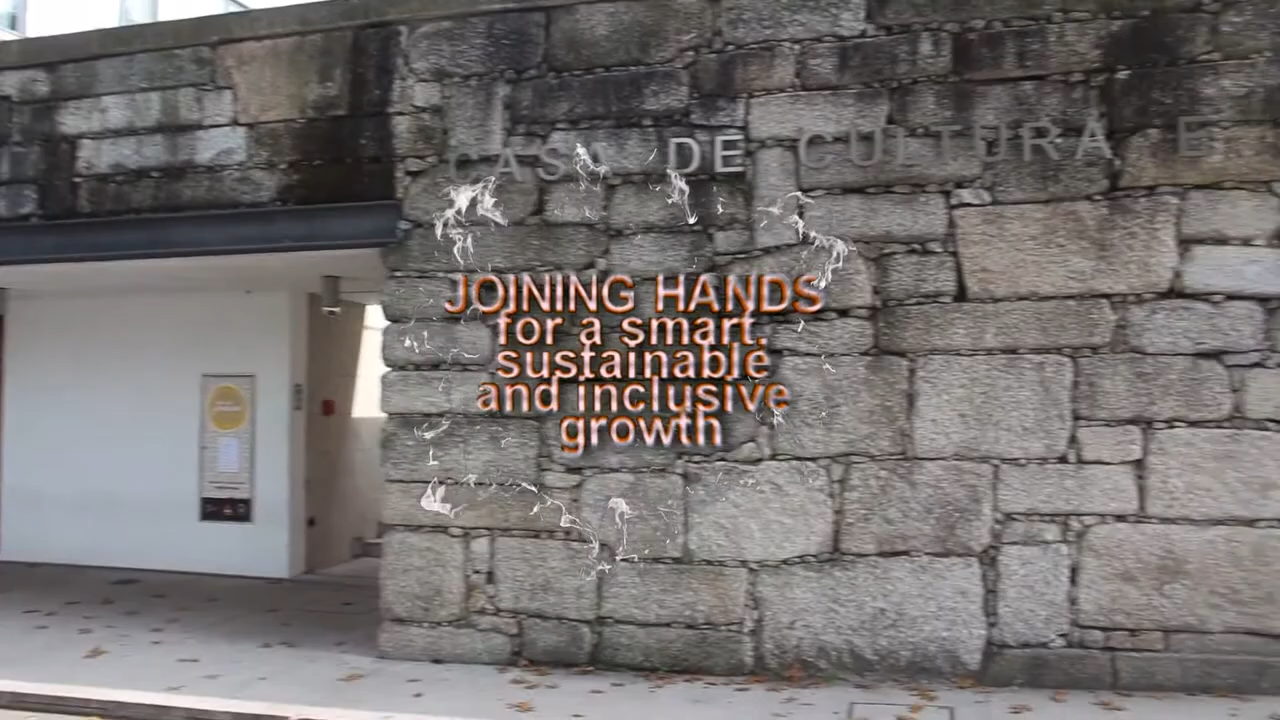 CASA DE CULTURA E
JOINING HANDS
for a smart,
sustainable
and inclusive
growth